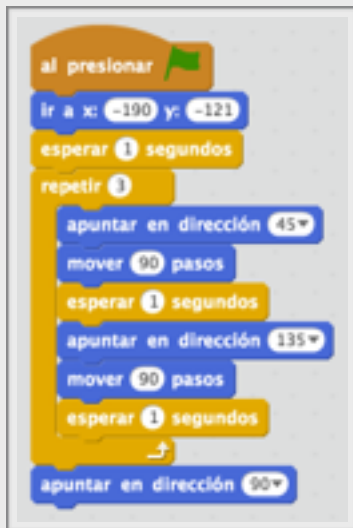 al presionar
ir a x: -190 y: -121
esperar 1 segundos
repetir 3
apuntar en dirección 45
mover 90 pasos
esperar 1 segundos
apuntar en dirección 135
mover 90 pasos
esperar 1 segundos
apuntar en dirección 90